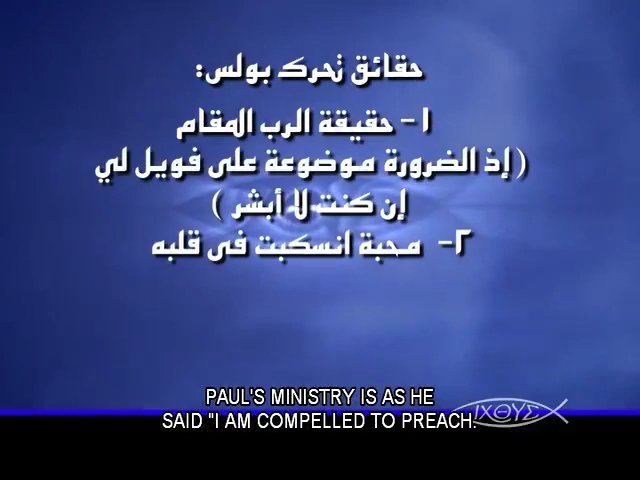 حقائق تحرك بولس:
١- حقيقة الرب المقام
( إذ الضرورة موضوعة على فويل لي
إن كنت لا أبشر )
٢- محبة انسكبت فى قلبه
PAUL'S MINISTRY IS AS HE
SAID "I AM COMPELLED TO PREACH.
ΙΧΘΥΣ